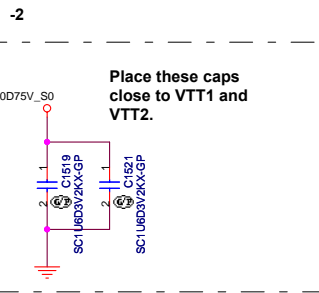 -2
0D75V_S0
Place these caps
close to VTT1 and
VTT2.
1
2
C1519
SC1U6D3V2KX-GP
1
2
C1521
SC1U6D3V2KX-GP